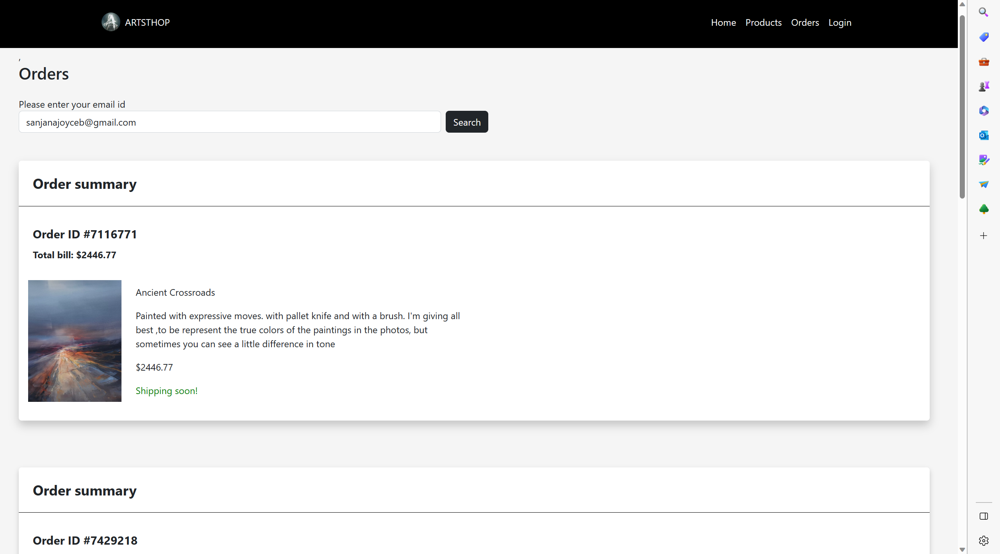 ARTSTHOP
Home Products Orders Login
,
Orders
Please enter your email id
sanjanajoyceb@gmail.com
Search
Order summary
Order ID #7116771
Total bill: $2446.77
Ancient Crossroads
Painted with expressive moves. with pallet knife and with a brush. I'm giving all
best ,to be represent the true colors of the paintings in the photos, but
sometimes you can see a little difference in tone
$2446.77
Shipping soon!
Order summary
Order ID #7429218